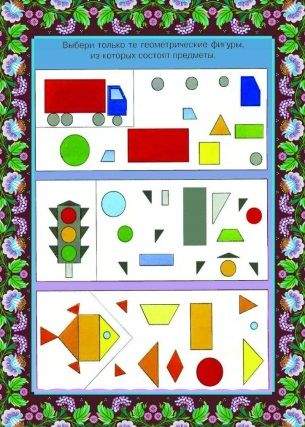 Выбери только те геометрические фигуры,
из которых состоят предметы.